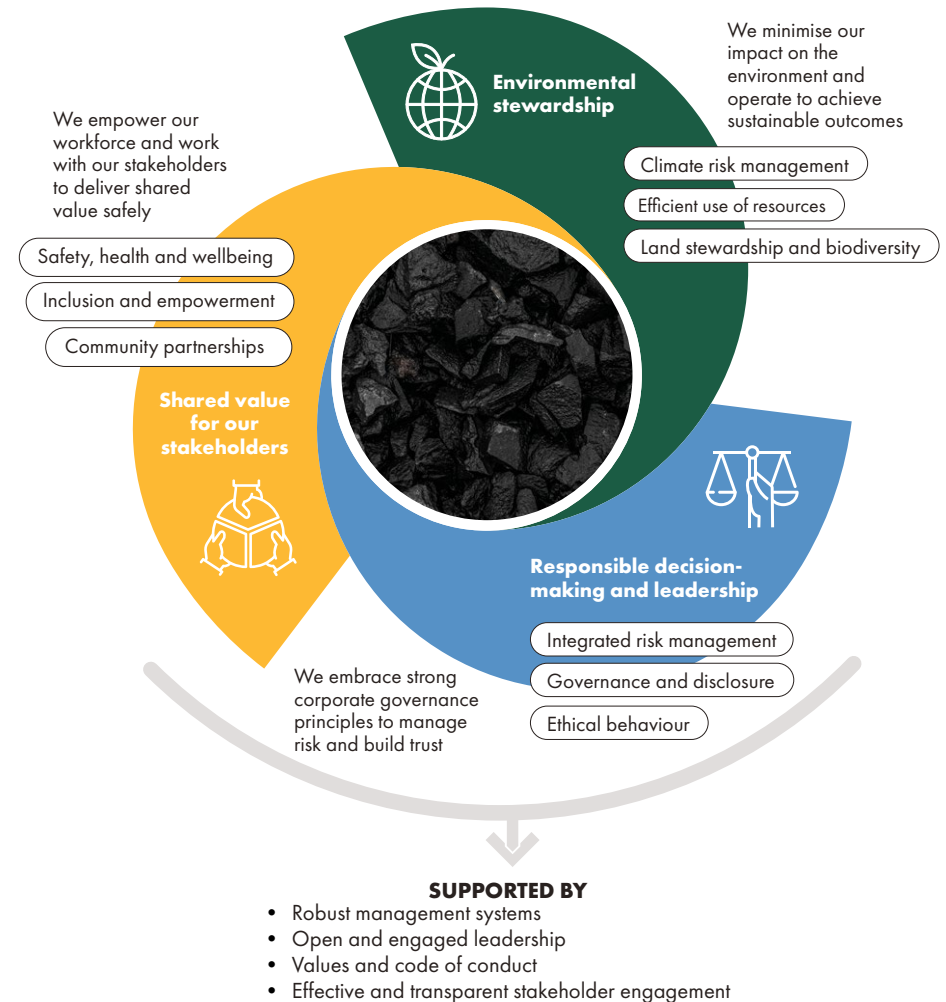 Environmental
stewardship
We minimise our
impact on the
environment and
operate to achieve
sustainable outcomes
Climate risk management
Efficient use of resources
Land stewardship and biodiversity
We empower our
workforce and work
with our stakeholders
to deliver shared
value safely
Safety, health and wellbeing
Inclusion and empowerment
Community partnerships
Shared value
for our
stakeholders
Responsible decision-
making and leadership
Integrated risk management
Governance and disclosure
Ethical behaviour
We embrace strong
corporate governance
principles to manage
risk and build trust
SUPPORTED BY
• Robust management systems
• Open and engaged leadership
• Values and code of conduct
• Effective and transparent stakeholder engagement